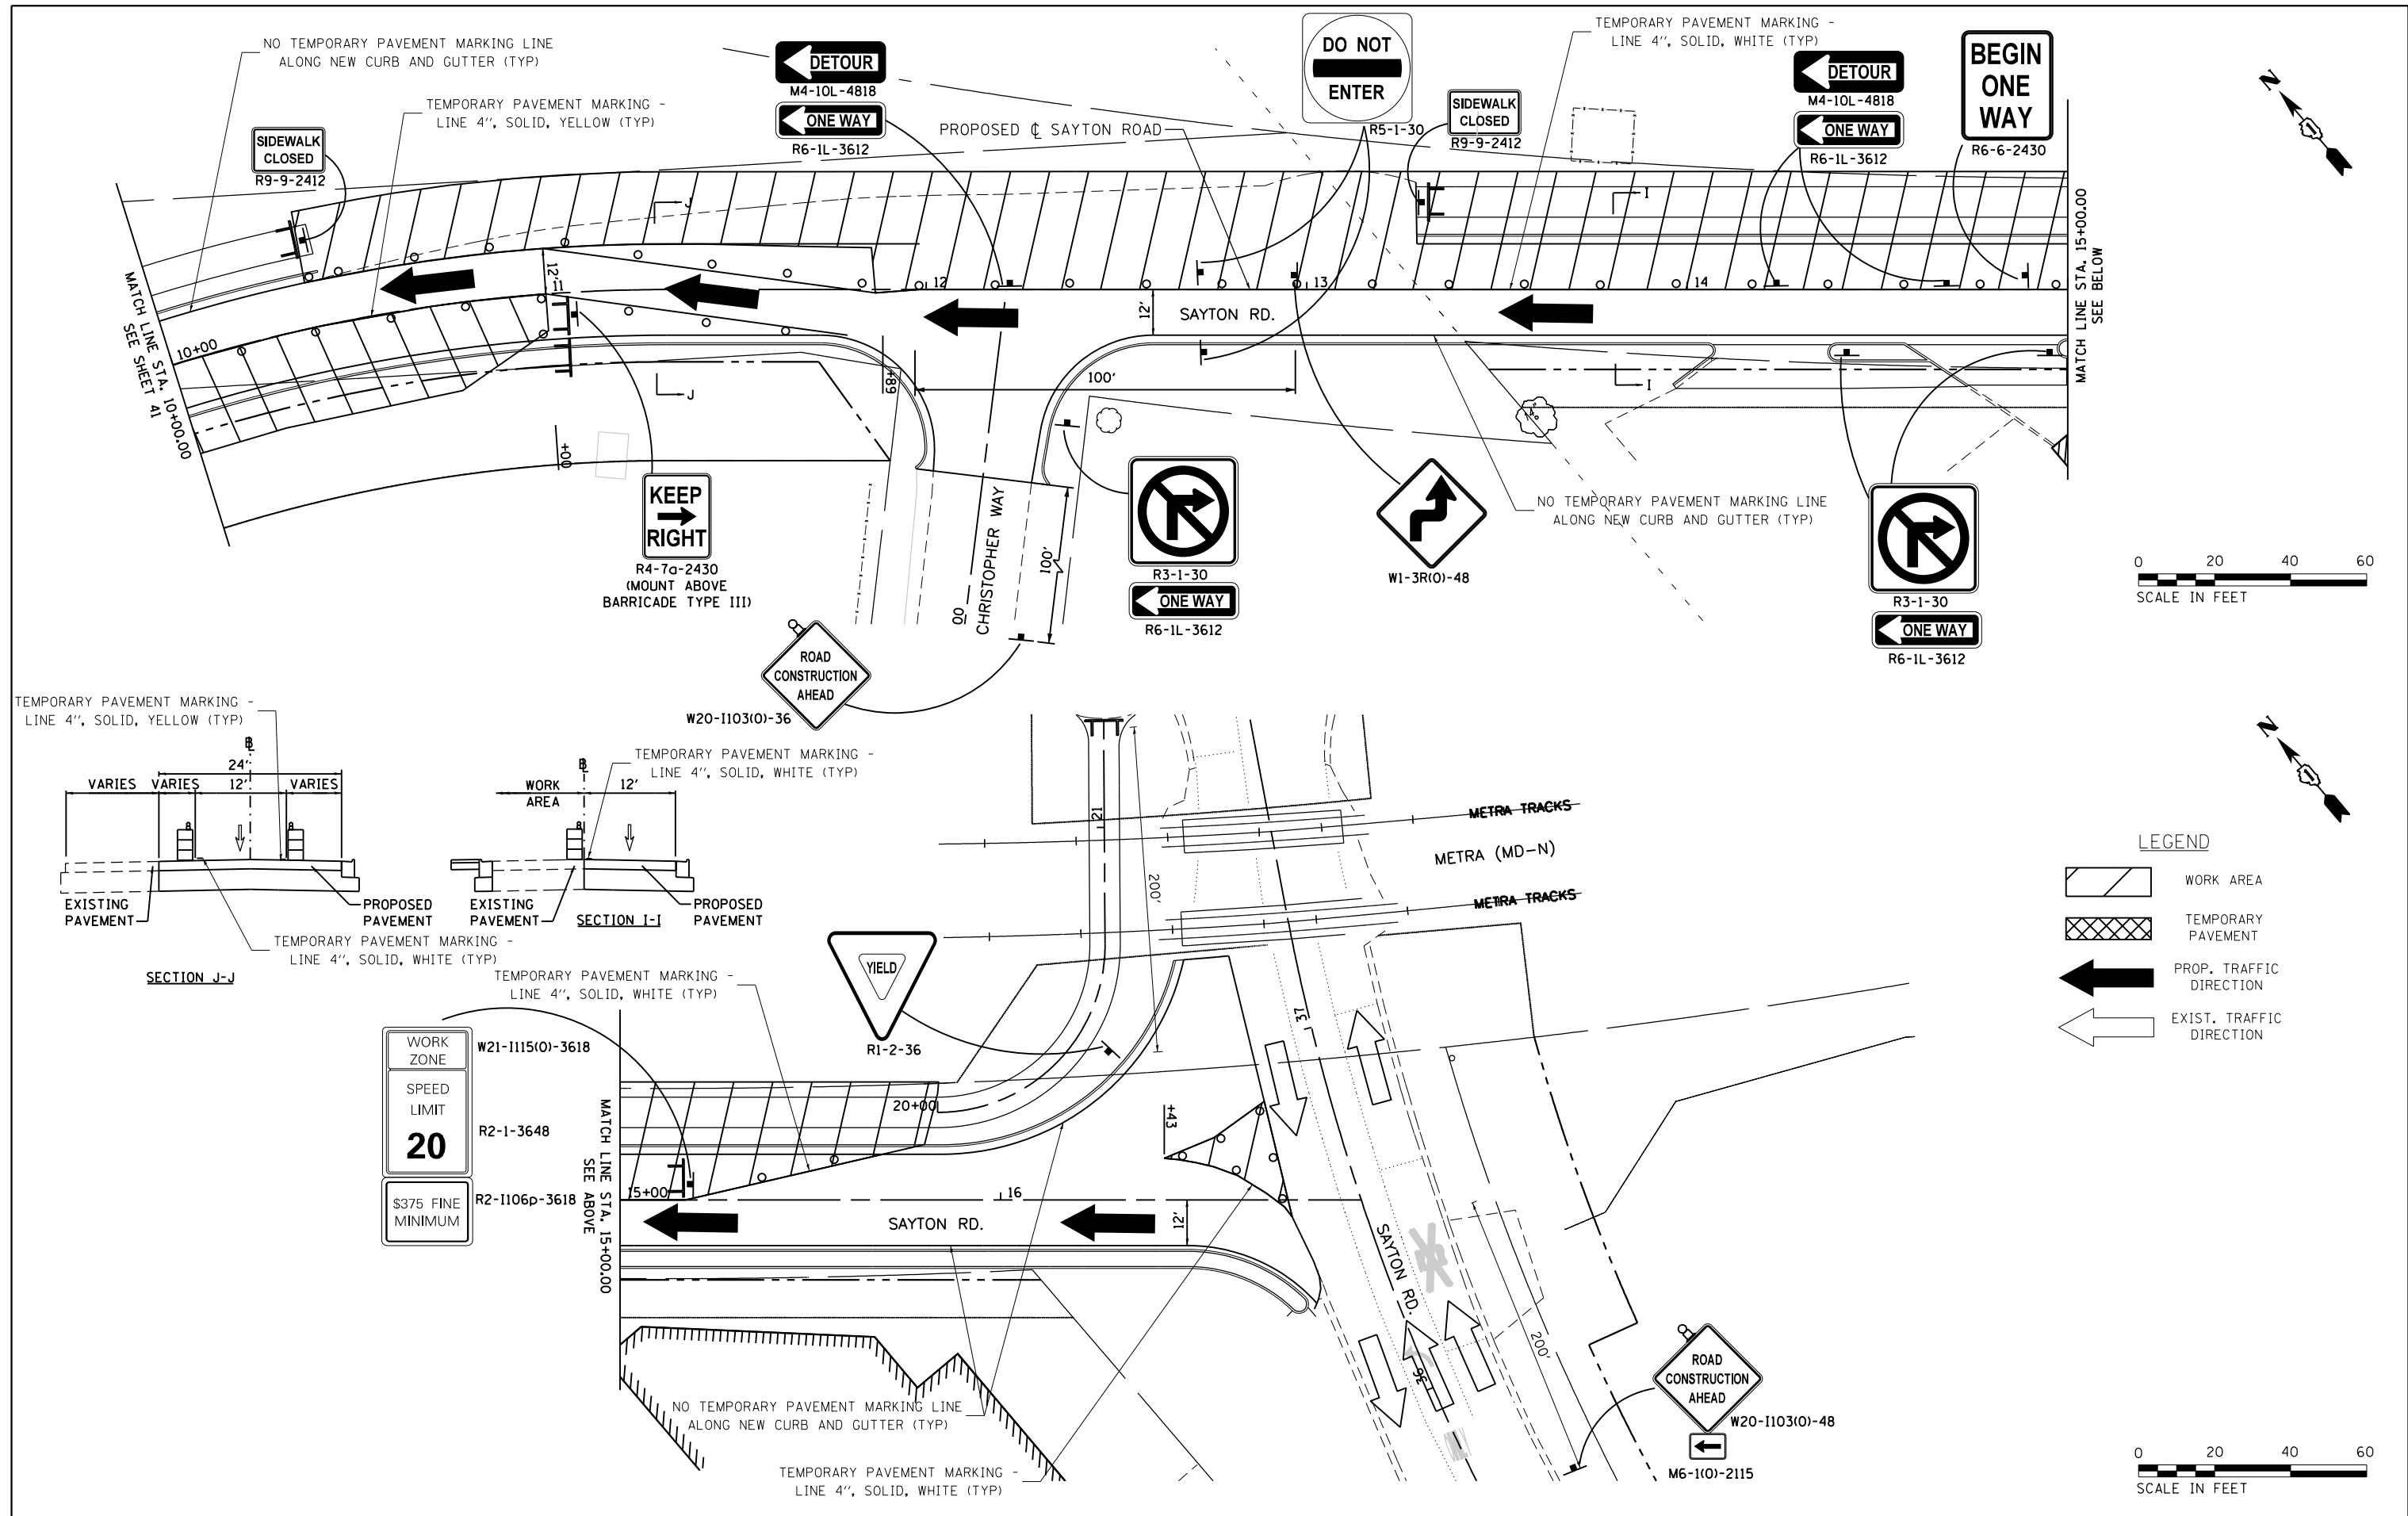 NO TEMPORARY PAVEMENT MARKING LINE
ALONG NEW CURB AND GUTTER (TYP)
TEMPORARY PAVEMENT MARKING -
LINE 4", SOLID, YELLOW (TYP)
SIDEWALK
CLOSED
R9-9-2412
DETOUR
M4-10L-4818
ONE WAY
R6-1L-3612
PROPOSED ℄ SAYTON ROAD
DO NOT
ENTER
R5-1-30
SIDEWALK
CLOSED
R9-9-2412
TEMPORARY PAVEMENT MARKING -
LINE 4", SOLID, WHITE (TYP)
DETOUR
M4-10L-4818
ONE WAY
R6-1L-3612
BEGIN
ONE
WAY
R6-6-2430
N
J
I
12'
11
12
13
14
12'
SAYTON RD.
MATCH LINE STA. 15+00.00
SEE BELOW
MATCH LINE STA. 10+00.00
SEE SHEET 41
10+00
+89
100'
J
I
+00
KEEP
RIGHT
R4-7a-2430
(MOUNT ABOVE
BARRICADE TYPE III)
00
CHRISTOPHER WAY
100'
R3-1-30
ONE WAY
R6-1L-3612
W1-3R(O)-48
NO TEMPORARY PAVEMENT MARKING LINE
ALONG NEW CURB AND GUTTER (TYP)
R3-1-30
ONE WAY
R6-1L-3612
0 20 40 60
SCALE IN FEET
ROAD
CONSTRUCTION
AHEAD
W20-I103(O)-36
TEMPORARY PAVEMENT MARKING -
LINE 4", SOLID, YELLOW (TYP)
24'
VARIES VARIES 12' VARIES
EXISTING
PAVEMENT
PROPOSED
PAVEMENT
TEMPORARY PAVEMENT MARKING -
LINE 4", SOLID, WHITE (TYP)
SECTION J-J
TEMPORARY PAVEMENT MARKING -
LINE 4", SOLID, WHITE (TYP)
WORK
AREA
12'
EXISTING
PAVEMENT
PROPOSED
PAVEMENT
SECTION I-I
21
200'
METRA TRACKS
METRA (MD-N)
METRA TRACKS
N
LEGEND
WORK AREA
TEMPORARY
PAVEMENT
PROP. TRAFFIC
DIRECTION
EXIST. TRAFFIC
DIRECTION
TEMPORARY PAVEMENT MARKING -
LINE 4", SOLID, WHITE (TYP)
YIELD
R1-2-36
WORK
ZONE
W21-I115(O)-3618
SPEED
LIMIT
20
R2-1-3648
$375 FINE
MINIMUM
R2-I106p-3618
MATCH LINE STA. 15+00.00
SEE ABOVE
15+00
20+00
16
SAYTON RD.
12'
+43
37
SAYTON RD.
36
200'
NO TEMPORARY PAVEMENT MARKING LINE
ALONG NEW CURB AND GUTTER (TYP)
TEMPORARY PAVEMENT MARKING -
LINE 4", SOLID, WHITE (TYP)
ROAD
CONSTRUCTION
AHEAD
W20-I103(O)-48
M6-1(O)-2115
0 20 40 60
SCALE IN FEET